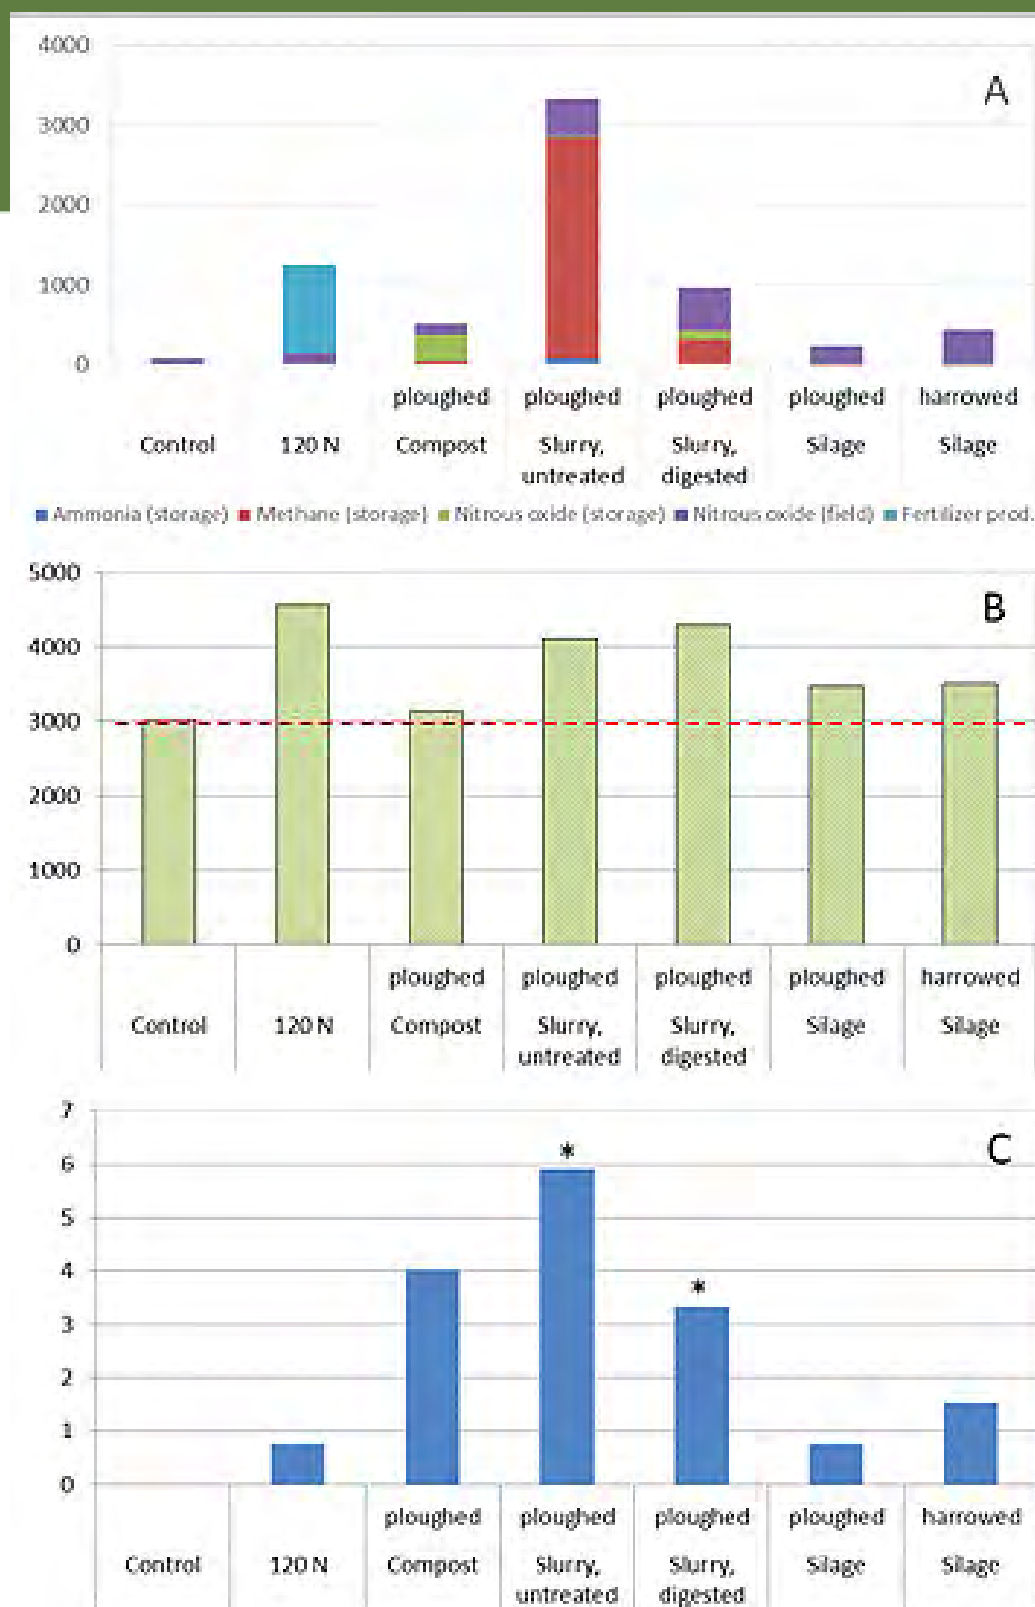 A
4000
3000
2000
1000
0
ploughed ploughed ploughed ploughed harrowed
Control 120 N Compost Slurry, Slurry, Silage Silage
untreated digested
Ammonia (storage) Methane (storage) Nitrous oxide (storage) Nitrous oxide (field) Fertilizer prod.
B
5000
4000
3000
2000
1000
0
ploughed ploughed ploughed ploughed harrowed
Control 120 N Compost Slurry, Slurry, Silage Silage
untreated digested
C
7
6
*
5
4
*
3
2
1
0
ploughed ploughed ploughed ploughed harrowed
Control 120 N Compost Slurry, Slurry, Silage Silage
untreated digested